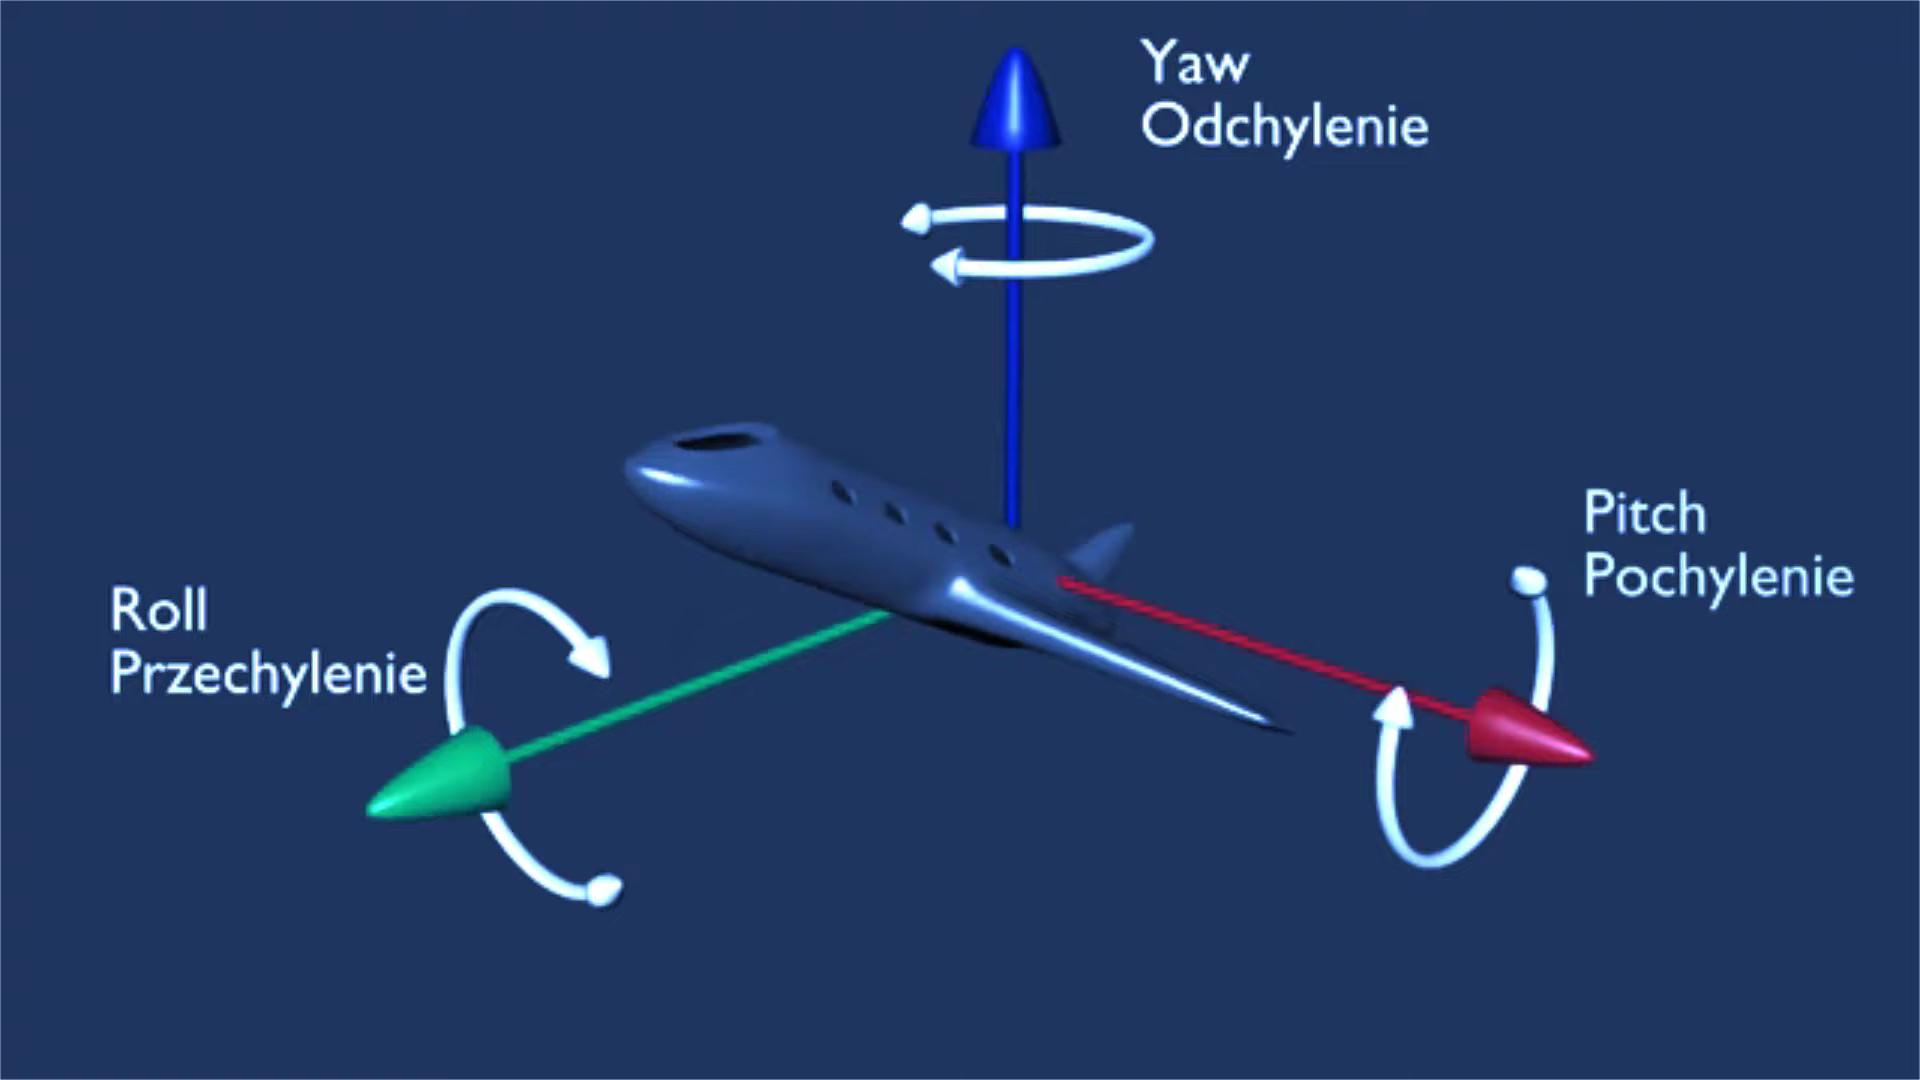 Yaw
Odchylenie
Pitch
Pochylenie
Roll
Przechylenie